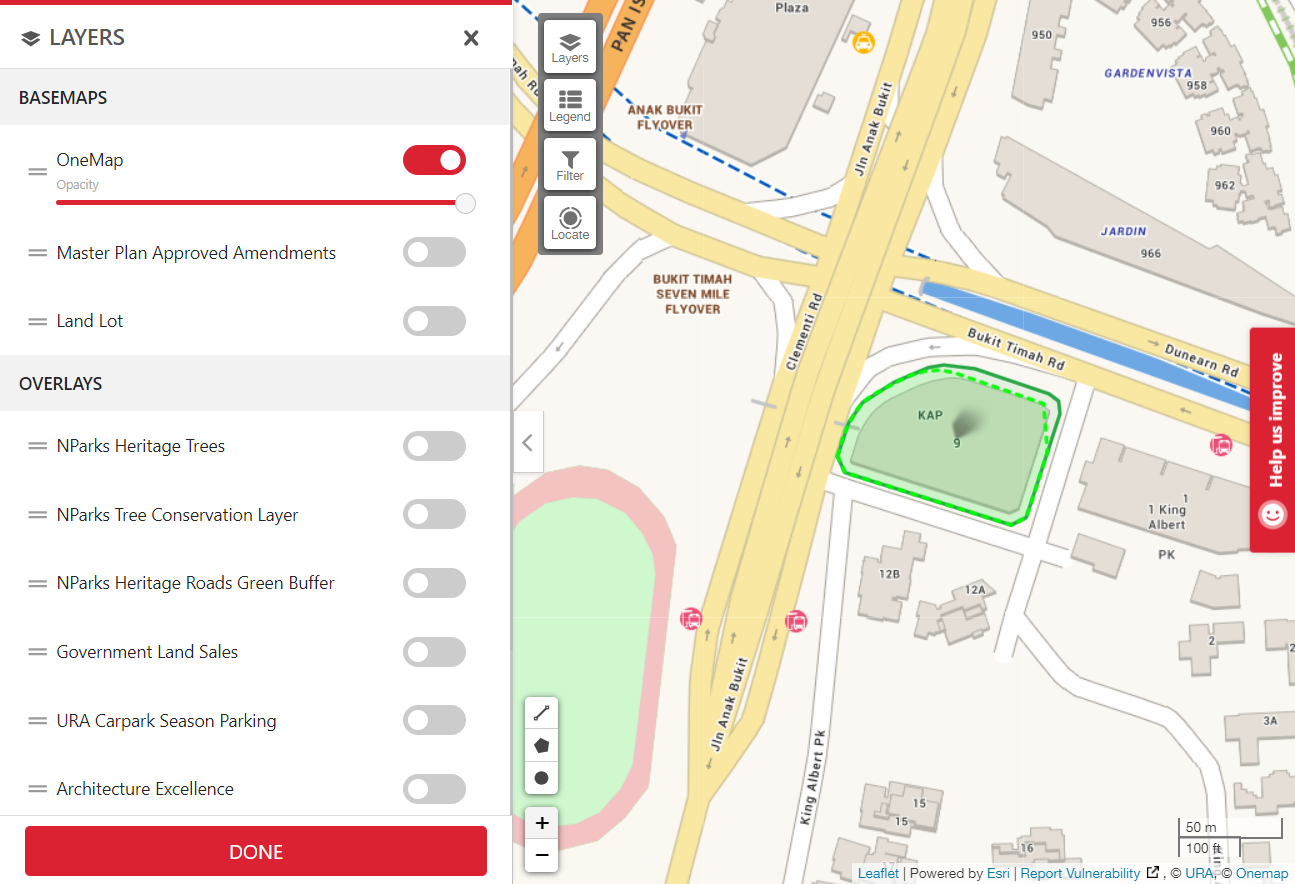 LAYERS
BASEMAPS
OneMap
Opacity
Master Plan Approved Amendments
Land Lot
OVERLAYS
NParks Heritage Trees
NParks Tree Conservation Layer
NParks Heritage Roads Green Buffer
Government Land Sales
URA Carpark Season Parking
Architecture Excellence
DONE
Layers
Legend
Filter
Locate
PAN IS
Plaza
950
956
GARDENVISTA
958
960
962
ANAK BUKIT
FLYOVER
Jln Anak Bukit
JARDIN
966
BUKIT TIMAH
SEVEN MILE
FLYOVER
Clementi Rd
Bukit Timah Rd
Dunearn Rd
KAP
9
1
1 King
Albert
PK
12B
12A
2
2
3A
Jln Anak Bukit
King Albert Pk
15
15
16
17
Help us improve
+
−
50 m
100 ft
Leaflet | Powered by Esri | Report Vulnerability , © URA, © Onemap